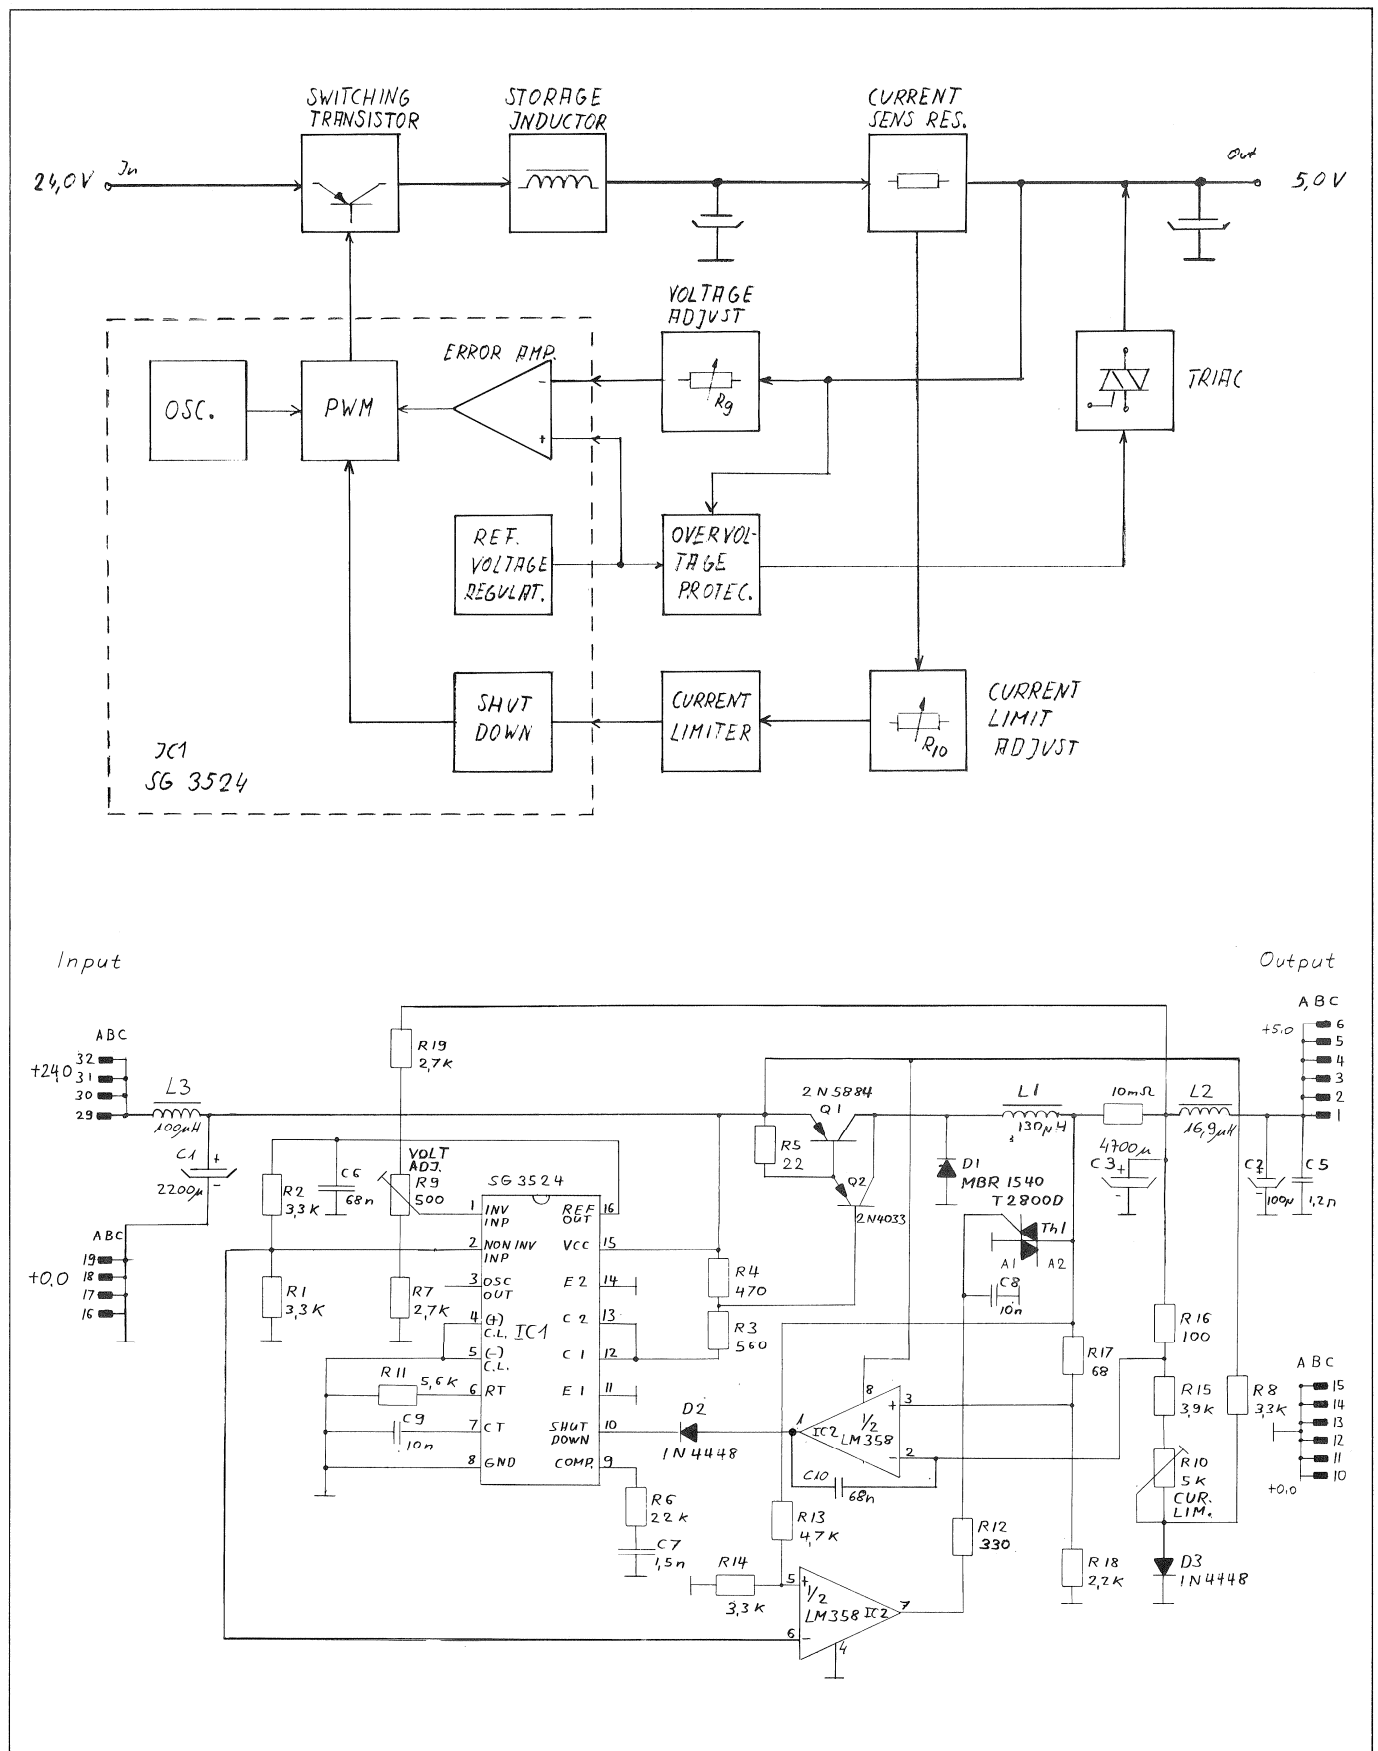 SWITCHING
TRANSISTOR
STORAGE
INDUCTOR
CURRENT
SENS RES.
24,0V
In
Out
5,0V
VOLTAGE
ADJUST
ERROR AMP.
OSC.
PWM
-
+
R9
TRIAC
REF.
VOLTAGE
REGULAT.
OVERVOL-
TAGE
PROTEC.
SHUT
DOWN
CURRENT
LIMITER
R10
CURRENT
LIMIT
ADJUST
IC1
SG 3524
Input
Output
A B C
+5,0
6
5
4
3
2
1
ABC
+24,0
32
31
30
29
L3
100µH
C1
+
-
2200µ
ABC
+0,0
19
18
17
16
R19
2,7K
R2
3,3K
C6
68n
VOLT
ADJ.
R9
500
R1
3,3K
R7
2,7K
SG 3524
IC1
1 INV INP
2 NON INV INP
3 OSC OUT
4 (+) C.L.
5 (-) C.L.
6 RT
7 CT
8 GND
REF OUT 16
VCC 15
E2 14
C2 13
C1 12
E1 11
SHUT DOWN 10
COMP. 9
R11
5,6K
C9
10n
R6
22K
C7
1,5n
D2
1N4448
R4
470
R3
560
R5
22
2N5884
Q1
Q2
2N4033
D1
MBR 1540
L1
130µH
10mΩ
L2
16,9µH
4700µ
C3 +
T2800D
Th1
A1
A2
C8
10n
C2
100µ
C5
1,2n
R17
68
R16
100
R15
3,9K
R8
3,3K
R10
5K
CUR.
LIM.
D3
1N4448
R18
2,2K
R12
330
R13
4,7K
R14
3,3K
8
1
IC2
1/2
LM358
+ 3
- 2
C10
68n
5 +
1/2
LM358 IC2
7
6 -
4
A B C
15
14
13
12
11
10
+0,0